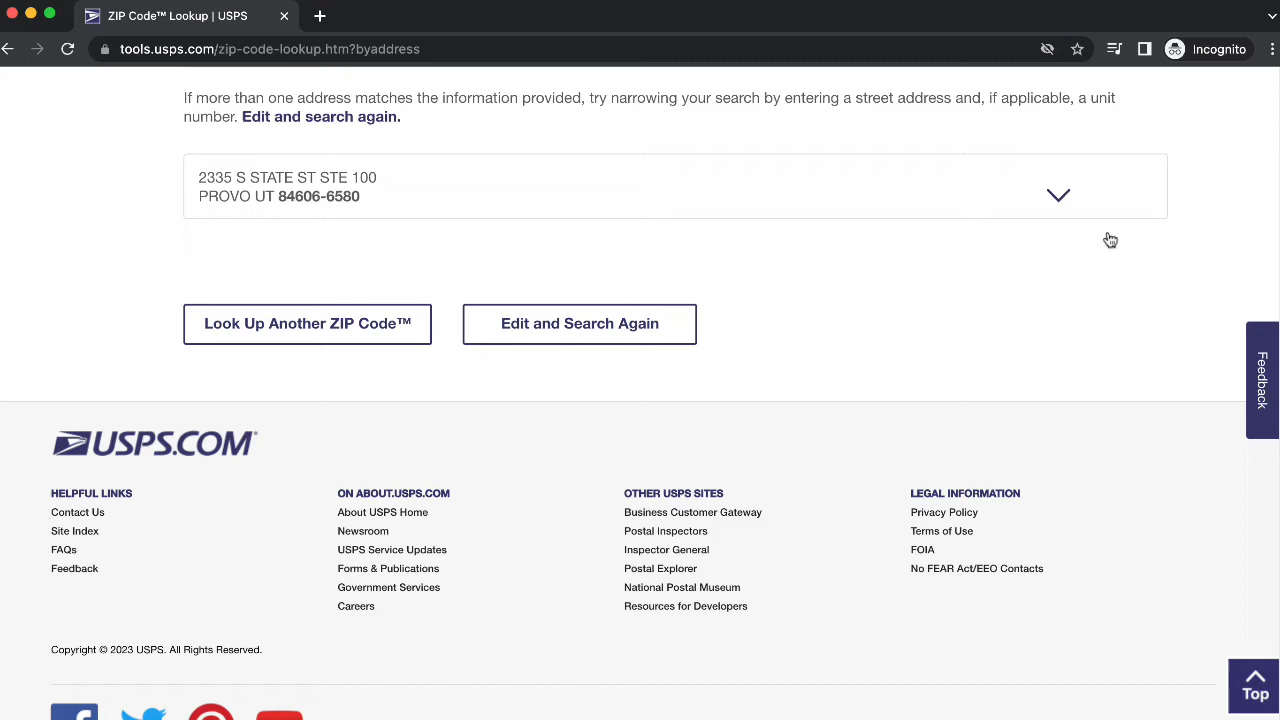 ZIP Code™ Lookup | USPS
tools.usps.com/zip-code-lookup.htm?byaddress
Incognito
If more than one address matches the information provided, try narrowing your search by entering a street address and, if applicable, a unit
number. Edit and search again.
2335 S STATE ST STE 100
PROVO UT 84606-6580
Look Up Another ZIP Code™
Edit and Search Again
Feedback
USPS.COM
HELPFUL LINKS
Contact Us
Site Index
FAQs
Feedback
ON ABOUT.USPS.COM
About USPS Home
Newsroom
USPS Service Updates
Forms & Publications
Government Services
Careers
OTHER USPS SITES
Business Customer Gateway
Postal Inspectors
Inspector General
Postal Explorer
National Postal Museum
Resources for Developers
LEGAL INFORMATION
Privacy Policy
Terms of Use
FOIA
No FEAR Act/EEO Contacts
Copyright © 2023 USPS. All Rights Reserved.
Top